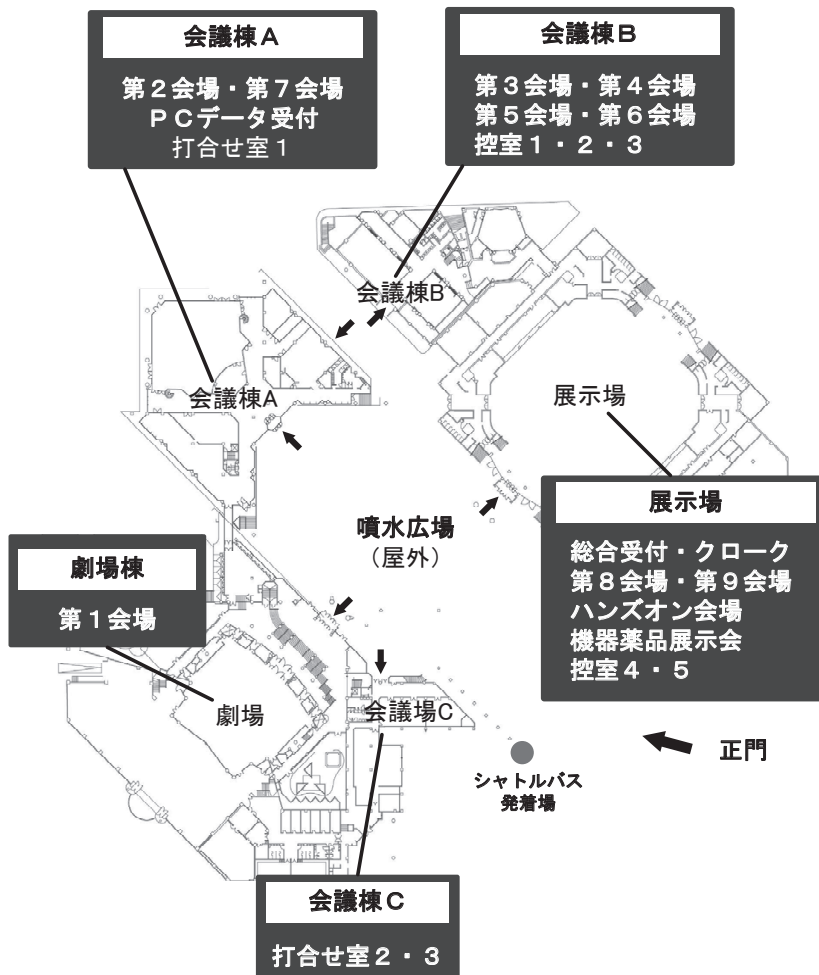 会議棟A
第2会場・第7会場
PCデータ受付
打合せ室1
会議棟B
第3会場・第4会場
第5会場・第6会場
控室1・2・3
会議棟B
会議棟A
展示場
展示場
総合受付・クローク
第8会場・第9会場
ハンズオン会場
機器薬品展示会
控室4・5
噴水広場
（屋外）
劇場棟
第1会場
劇場
会議場C
正門
シャトルバス
発着場
会議棟C
打合せ室2・3